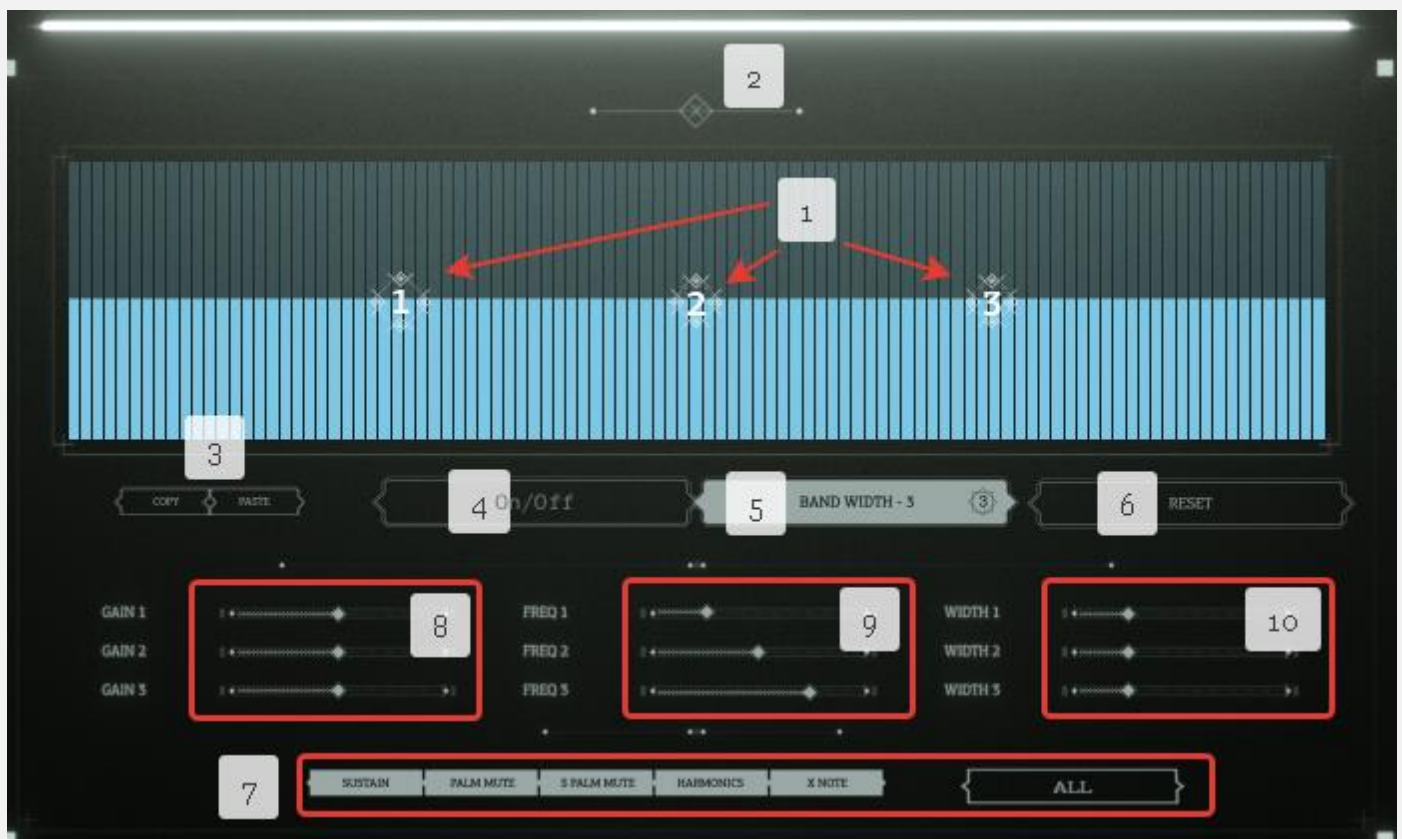 2
1
1 2 3
3
COPY PASTE 4 On/Off 5 BAND WIDTH - 3 3 6 RESET
GAIN 1 8 FREQ 1 9 WIDTH 1 10
GAIN 2 FREQ 2 WIDTH 2
GAIN 3 FREQ 3 WIDTH 3
7 SUSTAIN PALM MUTE S PALM MUTE HARMONICS X NOTE ALL